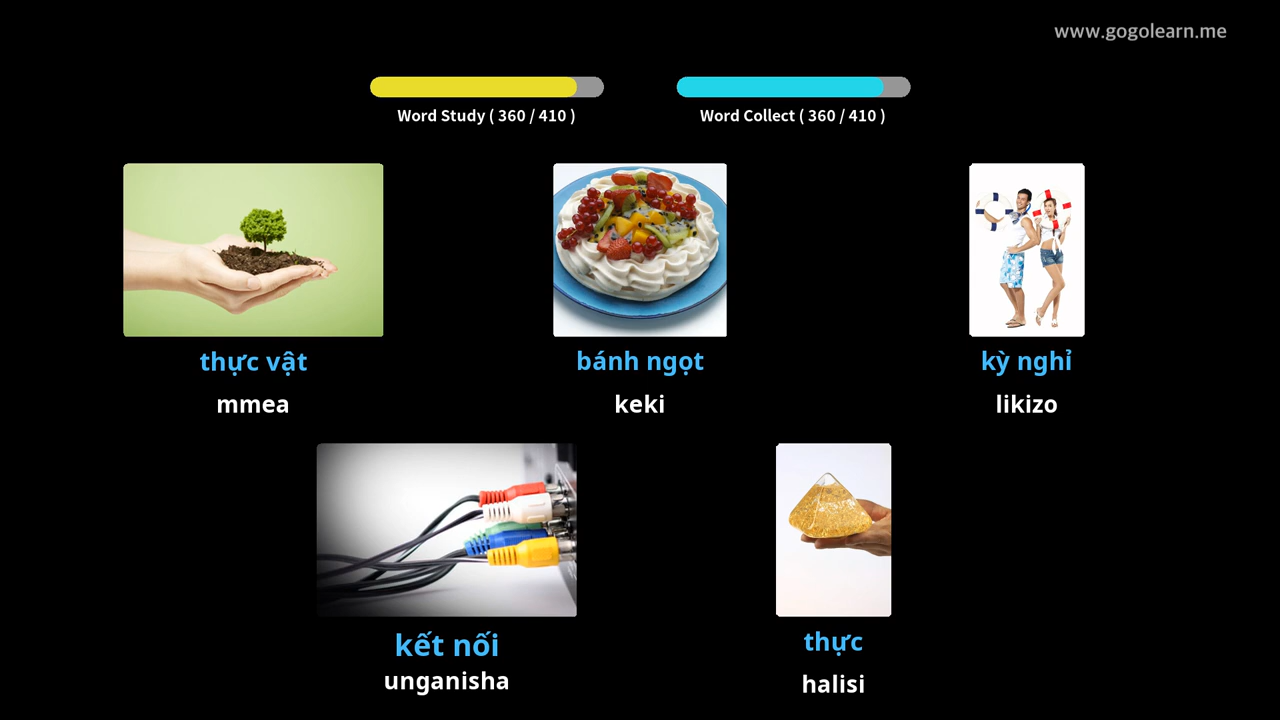 www.gogolearn.me
Word Study ( 360 / 410 )
Word Collect ( 360 / 410 )
thực vật
mmea
bánh ngọt
keki
kỳ nghỉ
likizo
kết nối
unganisha
thực
halisi